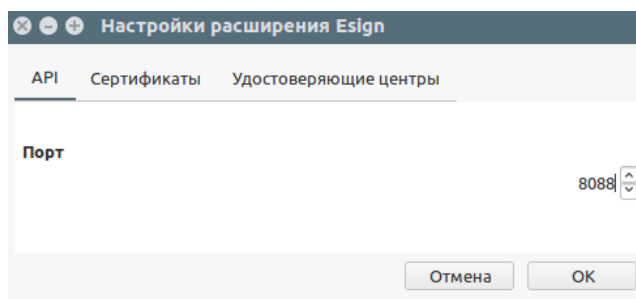 Настройки расширения Esign
API Сертификаты Удостоверяющие центры
Порт
8088
Отмена OK